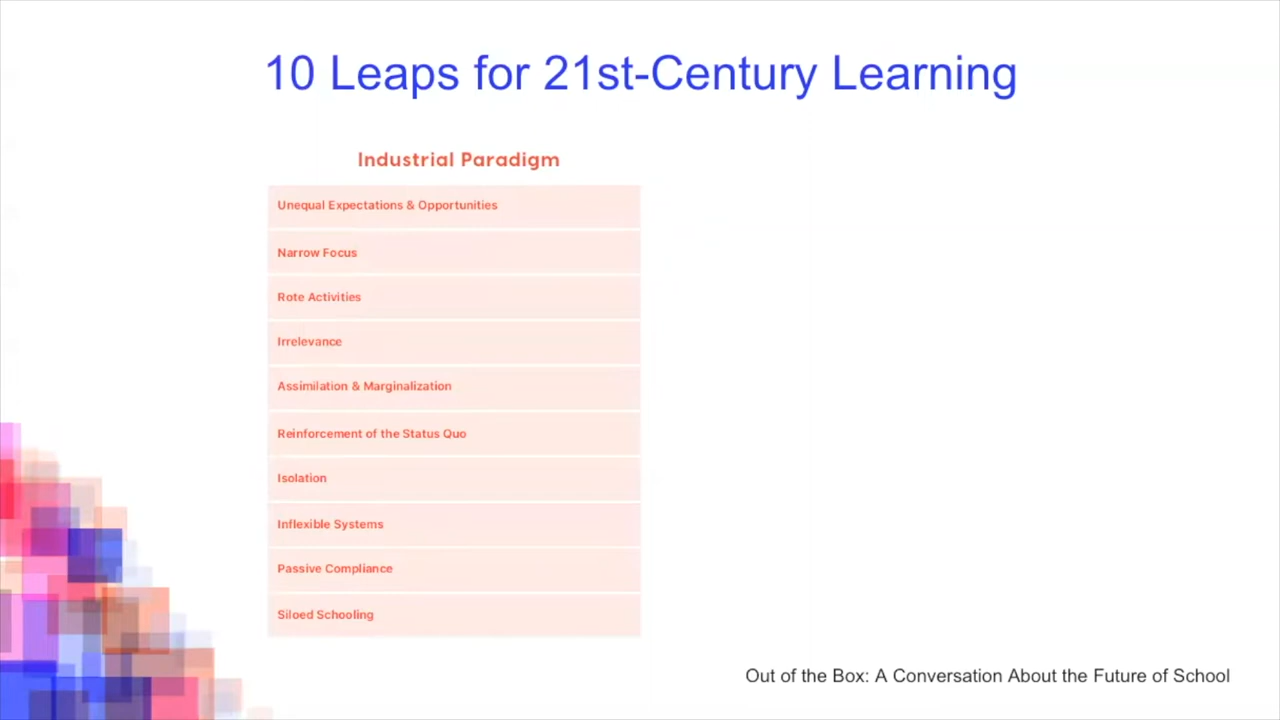 10 Leaps for 21st-Century Learning
Industrial Paradigm
Unequal Expectations & Opportunities
Narrow Focus
Rote Activities
Irrelevance
Assimilation & Marginalization
Reinforcement of the Status Quo
Isolation
Inflexible Systems
Passive Compliance
Siloed Schooling
Out of the Box: A Conversation About the Future of School